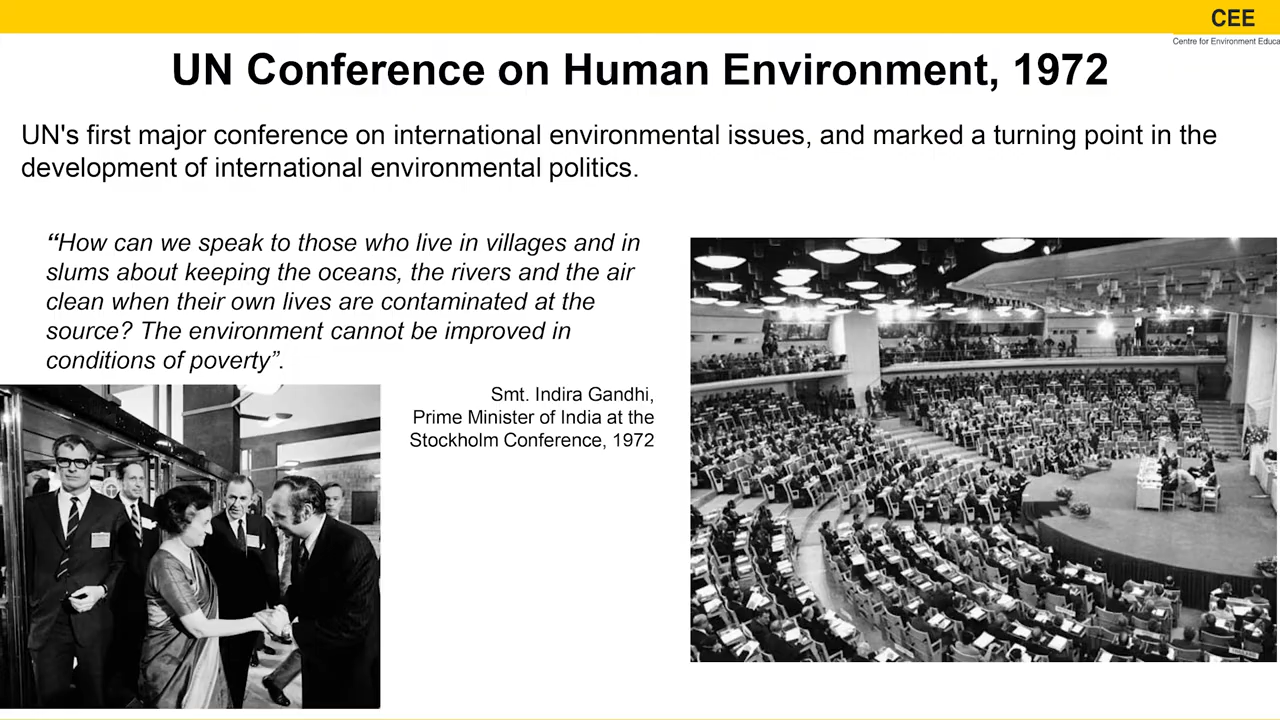 CEE
Centre for Environment Educa
UN Conference on Human Environment, 1972
UN's first major conference on international environmental issues, and marked a turning point in the
development of international environmental politics.
“How can we speak to those who live in villages and in
slums about keeping the oceans, the rivers and the air
clean when their own lives are contaminated at the
source? The environment cannot be improved in
conditions of poverty”.
Smt. Indira Gandhi,
Prime Minister of India at the
Stockholm Conference, 1972